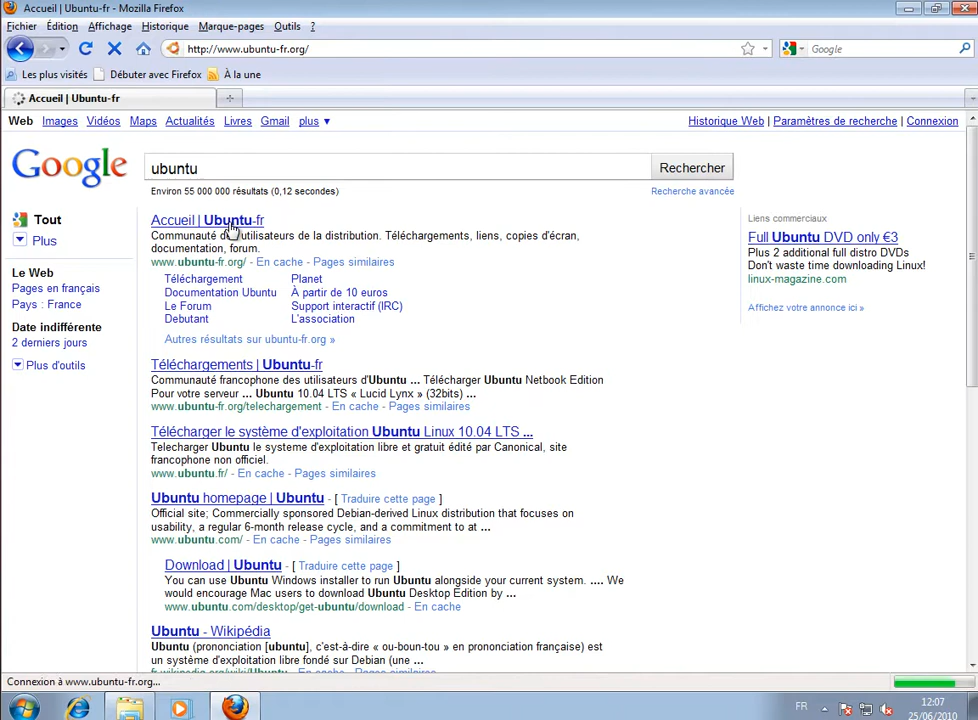 Accueil | Ubuntu-fr - Mozilla Firefox
Fichier Édition Affichage Historique Marque-pages Outils ?
http://www.ubuntu-fr.org/
Google
Les plus visités Débuter avec Firefox À la une
Accueil | Ubuntu-fr
Web Images Vidéos Maps Actualités Livres Gmail plus ▼
Historique Web | Paramètres de recherche | Connexion
Google
ubuntu
Rechercher
Environ 55 000 000 résultats (0,12 secondes)
Recherche avancée
Tout
Plus
Le Web
Pages en français
Pays : France
Date indifférente
2 derniers jours
Plus d'outils
Accueil | Ubuntu-fr
Communauté des utilisateurs de la distribution. Téléchargements, liens, copies d'écran,
documentation, forum.
www.ubuntu-fr.org/ - En cache - Pages similaires
Téléchargement Planet
Documentation Ubuntu À partir de 10 euros
Le Forum Support interactif (IRC)
Debutant L'association
Autres résultats sur ubuntu-fr.org »
Téléchargements | Ubuntu-fr
Communauté francophone des utilisateurs d'Ubuntu ... Télécharger Ubuntu Netbook Edition
Pour votre serveur ... Ubuntu 10.04 LTS « Lucid Lynx » (32bits) ...
www.ubuntu-fr.org/telechargement - En cache - Pages similaires
Télécharger le système d'exploitation Ubuntu Linux 10.04 LTS ...
Telecharger Ubuntu le systeme d'exploitation libre et gratuit édité par Canonical, site
francophone non officiel.
www.ubuntu.fr/ - En cache - Pages similaires
Ubuntu homepage | Ubuntu - [ Traduire cette page ]
Official site; Commercially sponsored Debian-derived Linux distribution that focuses on
usability, a regular 6-month release cycle, and a commitment to at ...
www.ubuntu.com/ - En cache - Pages similaires
Download | Ubuntu - [ Traduire cette page ]
You can use Ubuntu Windows installer to run Ubuntu alongside your current system. .... We
would encourage Mac users to download Ubuntu Desktop Edition by ...
www.ubuntu.com/desktop/get-ubuntu/download - En cache
Ubuntu - Wikipédia
Ubuntu (prononciation [ubuntu], c'est-à-dire « ou-boun-tou » en prononciation française) est
un système d'exploitation libre fondé sur Debian (une ...
fr.wikipedia.org/wiki/Ubuntu - En cache - Pages similaires
Liens commerciaux
Full Ubuntu DVD only €3
Plus 2 additional full distro DVDs
Don't waste time downloading Linux!
linux-magazine.com
Affichez votre annonce ici »
Connexion à www.ubuntu-fr.org...
FR
12:07
25/06/2010